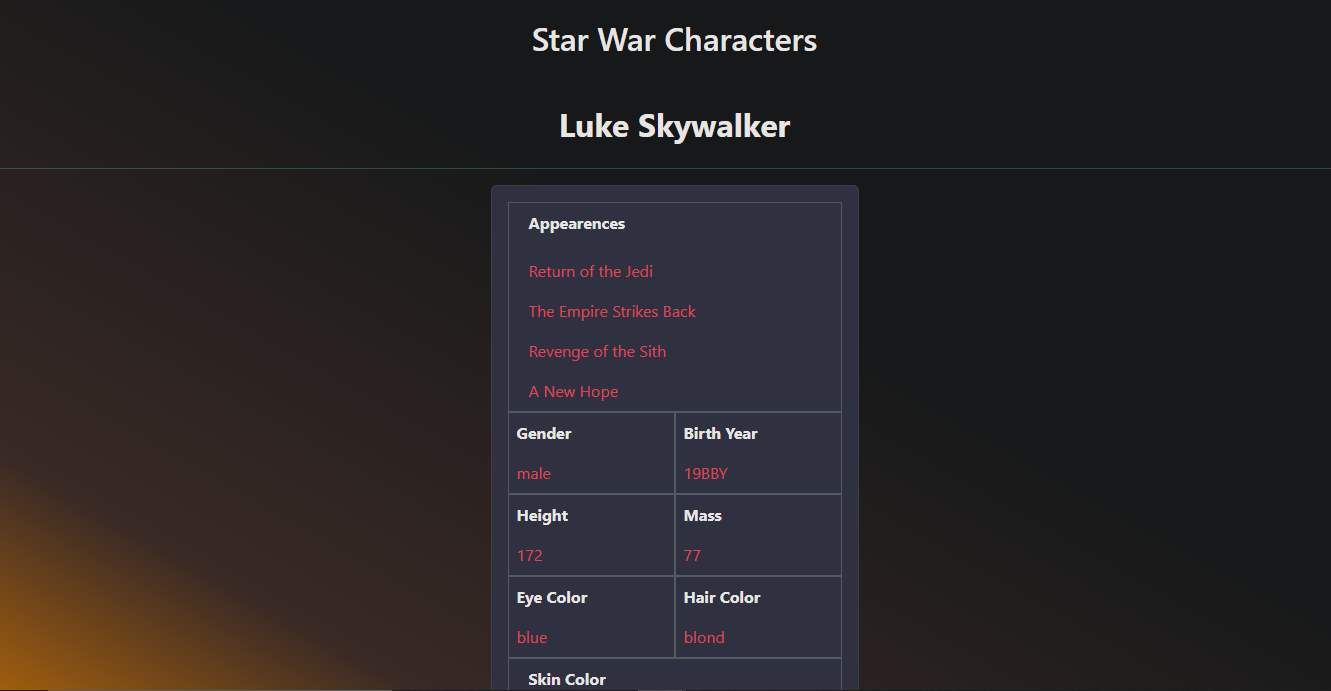 Star War Characters
Luke Skywalker
Appearences
Return of the Jedi
The Empire Strikes Back
Revenge of the Sith
A New Hope
Gender
Birth Year
male
19BBY
Height
Mass
172
77
Eye Color
Hair Color
blue
blond
Skin Color